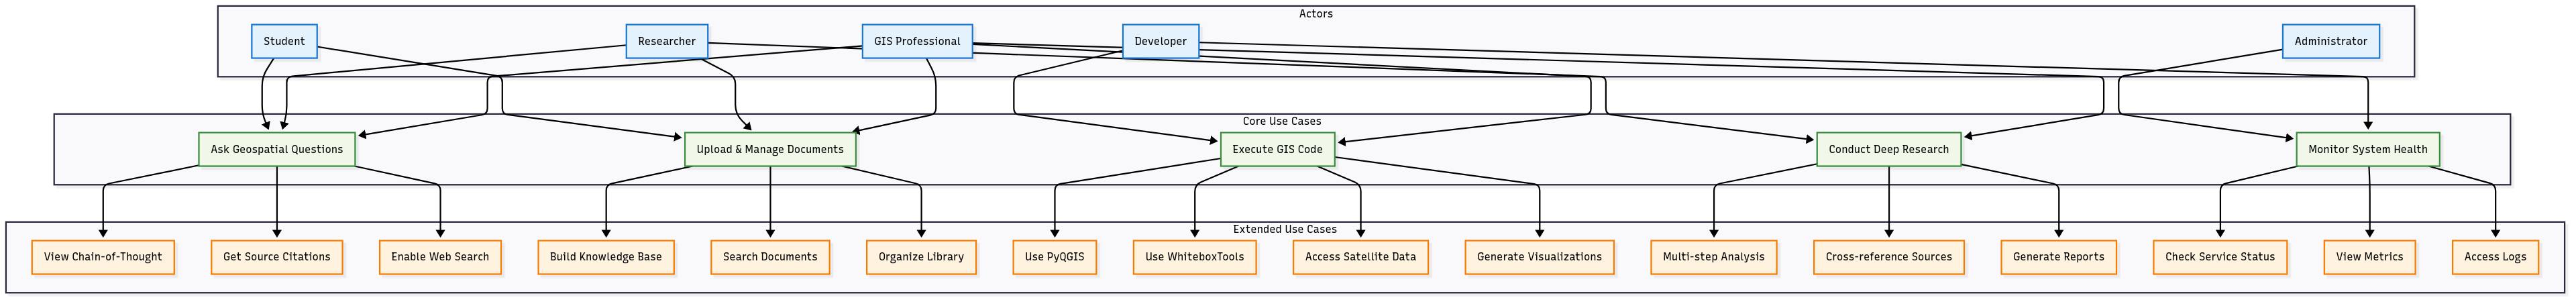 Actors
Student
Researcher
GIS Professional
Developer
Administrator
Core Use Cases
Ask Geospatial Questions
Upload & Manage Documents
Execute GIS Code
Conduct Deep Research
Monitor System Health
Extended Use Cases
View Chain-of-Thought
Get Source Citations
Enable Web Search
Build Knowledge Base
Search Documents
Organize Library
Use PyQGIS
Use WhiteboxTools
Access Satellite Data
Generate Visualizations
Multi-step Analysis
Cross-reference Sources
Generate Reports
Check Service Status
View Metrics
Access Logs